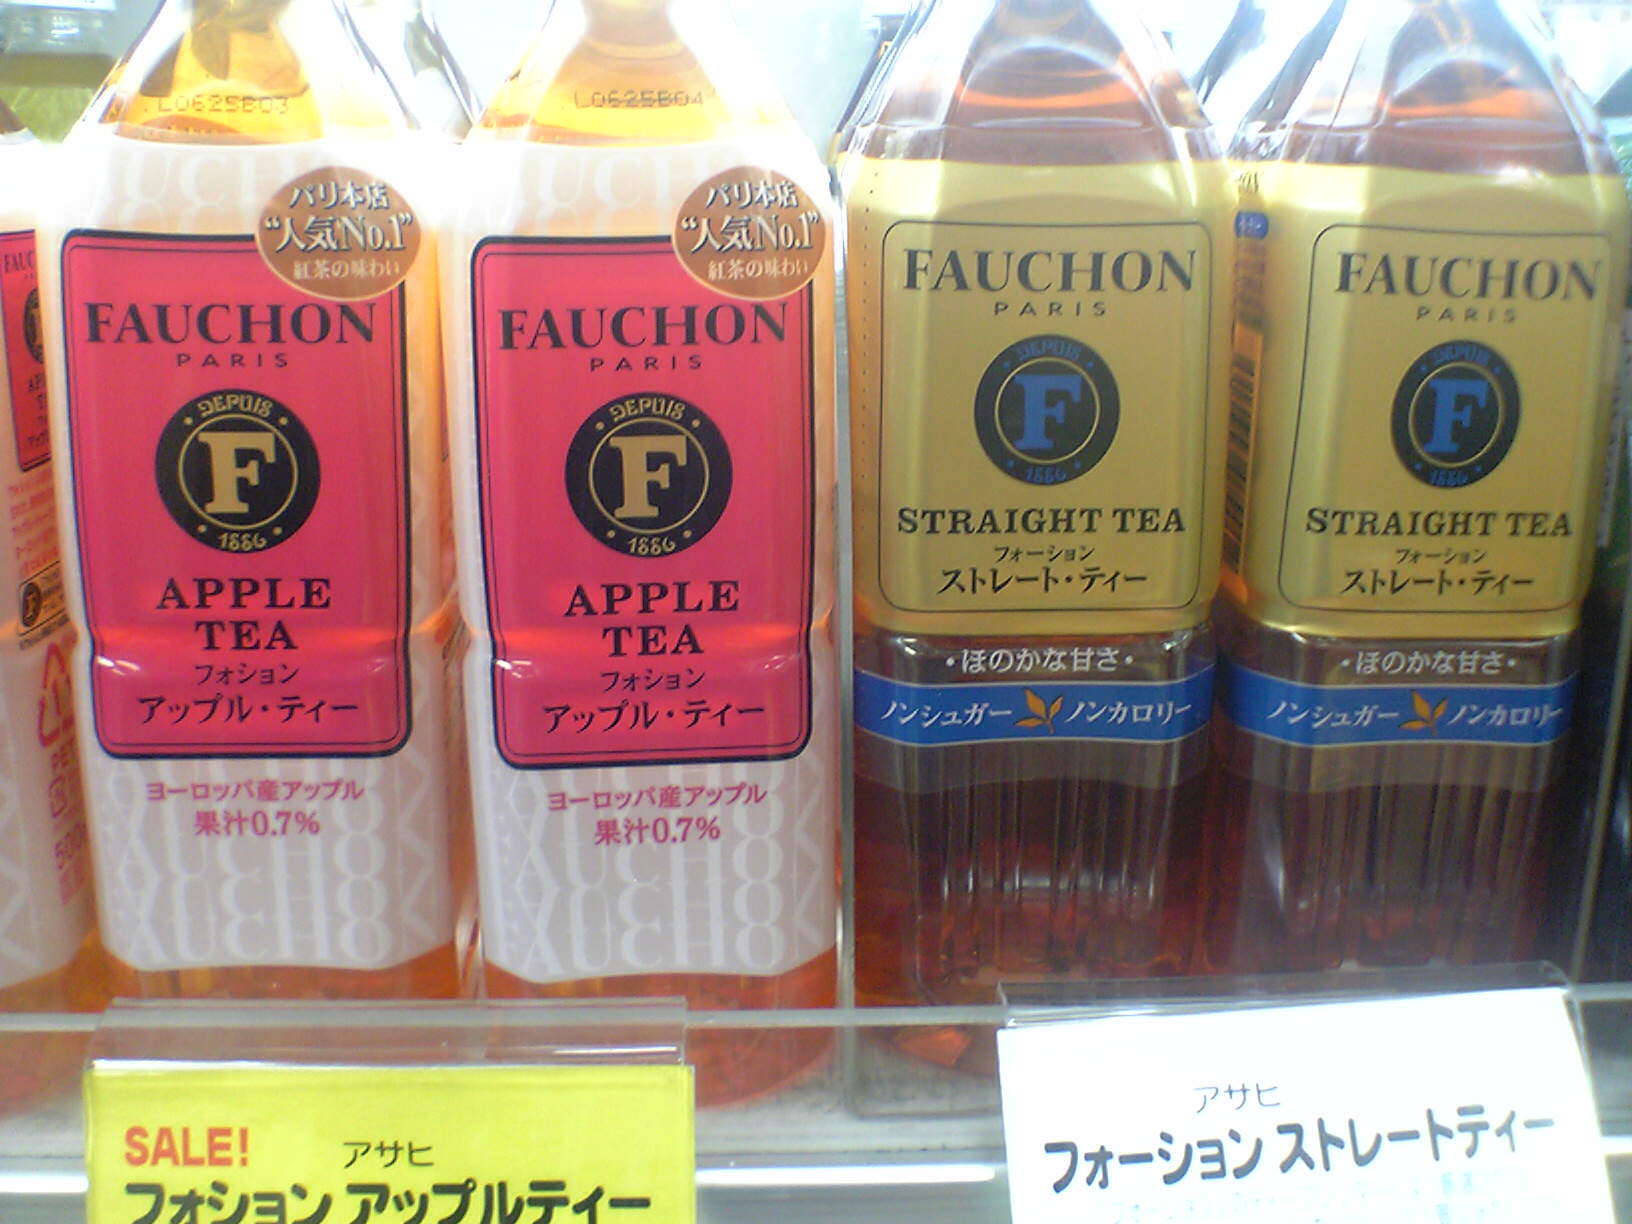 L0625B03
パリ本店
"人気No.1"
紅茶の味わい
FAUCHON
PARIS
DEPUIS
F
1886
APPLE
TEA
フォション
アップル・ティー
ヨーロッパ産アップル
果汁0.7%
L0625B04
パリ本店
"人気No.1"
紅茶の味わい
FAUCHON
PARIS
DEPUIS
F
1886
APPLE
TEA
フォション
アップル・ティー
ヨーロッパ産アップル
果汁0.7%
FAUCHON
PARIS
DEPUIS
F
1886
STRAIGHT TEA
フォーション
ストレート・ティー
・ほのかな甘さ・
ノンシュガー ノンカロリー
FAUCHON
PARIS
DEPUIS
F
1886
STRAIGHT TEA
フォーション
ストレート・ティー
・ほのかな甘さ・
ノンシュガー ノンカロリー
SALE! アサヒ
フォション アップルティー
アサヒ
フォーション ストレートティー